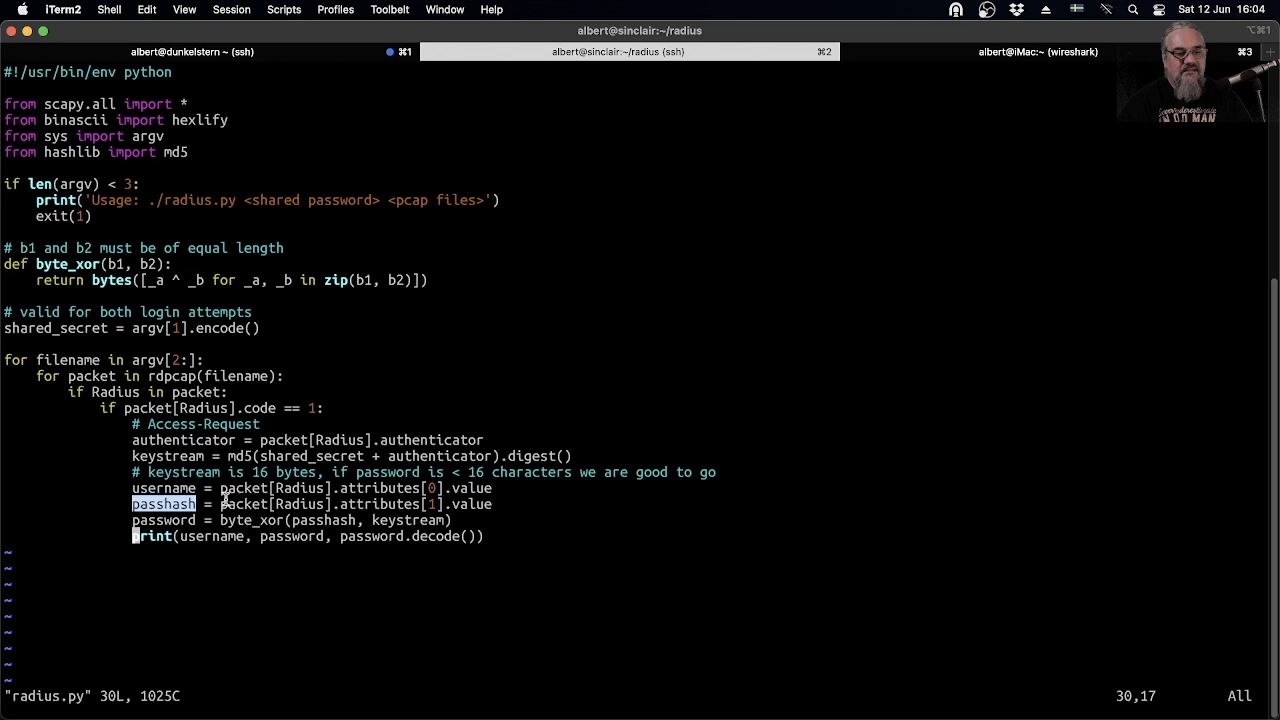 iTerm2 Shell Edit View Session Scripts Profiles Toolbelt Window Help Sat 12 Jun 16:04
albert@sinclair:~/radius ⌥⌘1
albert@dunkelstern ~ (ssh) ⌘1 albert@sinclair:~/radius (ssh) ⌘2 albert@iMac:~ (wireshark) ⌘3
#!/usr/bin/env python
from scapy.all import *
from binascii import hexlify
from sys import argv
from hashlib import md5
if len(argv) < 3:
    print('Usage: ./radius.py <shared password> <pcap files>')
    exit(1)
# b1 and b2 must be of equal length
def byte_xor(b1, b2):
    return bytes([_a ^ _b for _a, _b in zip(b1, b2)])
# valid for both login attempts
shared_secret = argv[1].encode()
for filename in argv[2:]:
    for packet in rdpcap(filename):
        if Radius in packet:
            if packet[Radius].code == 1:
                # Access-Request
                authenticator = packet[Radius].authenticator
                keystream = md5(shared_secret + authenticator).digest()
                # keystream is 16 bytes, if password is < 16 characters we are good to go
                username = packet[Radius].attributes[0].value
                passhash = packet[Radius].attributes[1].value
                password = byte_xor(passhash, keystream)
                print(username, password, password.decode())
~
~
~
~
~
~
~
~
~
"radius.py" 30L, 1025C 30,17 All